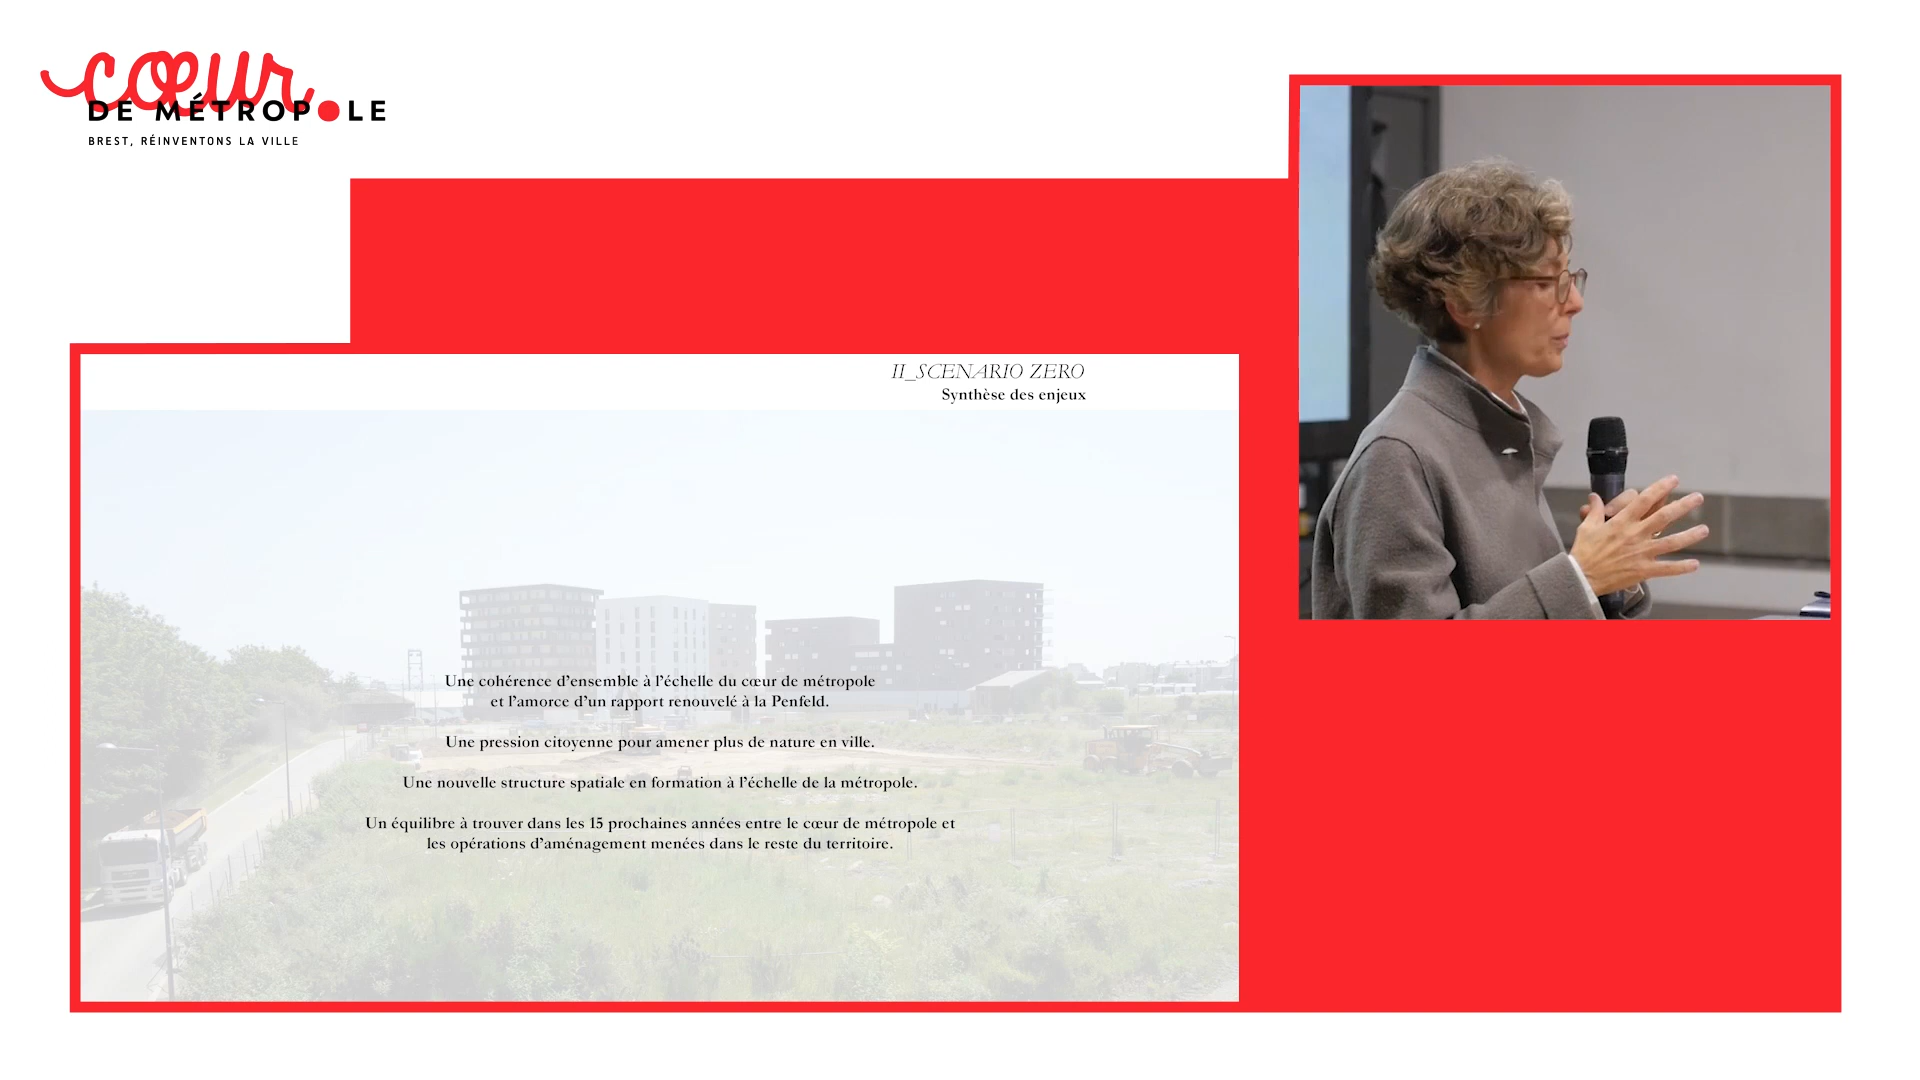 cœur
DE MÉTROPOLE
BREST, RÉINVENTONS LA VILLE
II_SCENARIO ZERO
Synthèse des enjeux
Une cohérence d'ensemble à l'échelle du cœur de métropole
et l'amorce d'un rapport renouvelé à la Penfeld.
Une pression citoyenne pour amener plus de nature en ville.
Une nouvelle structure spatiale en formation à l'échelle de la métropole.
Un équilibre à trouver dans les 15 prochaines années entre le cœur de métropole et
les opérations d'aménagement menées dans le reste du territoire.